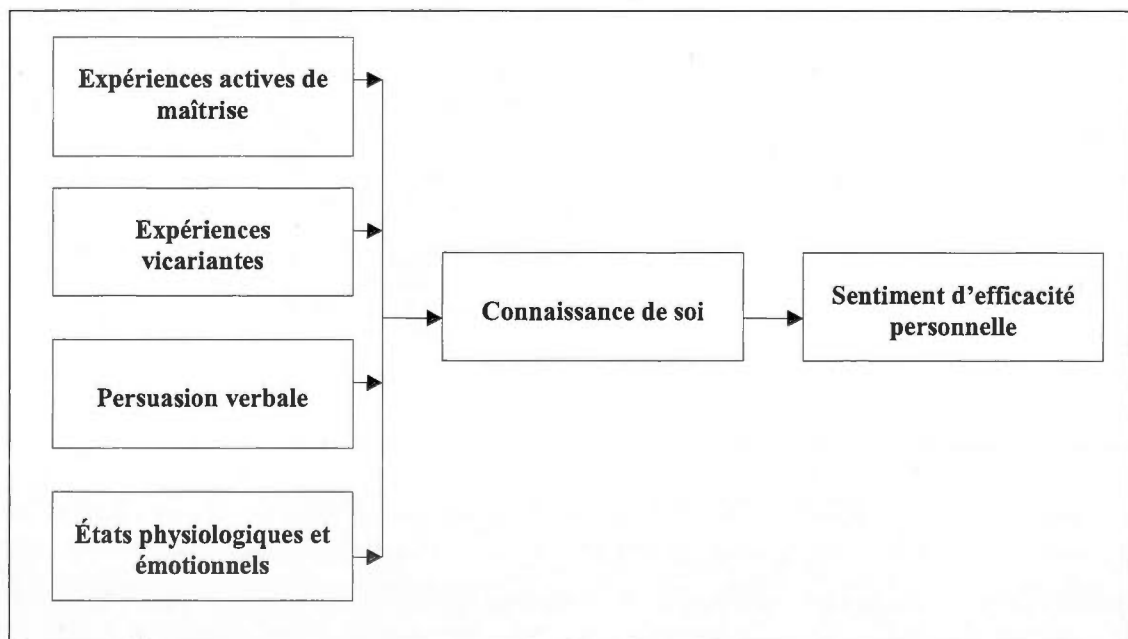 Expériences actives de
maîtrise
Expériences
vicariantes
Persuasion verbale
États physiologiques et
émotionnels
Connaissance de soi
Sentiment d’efficacité
personnelle